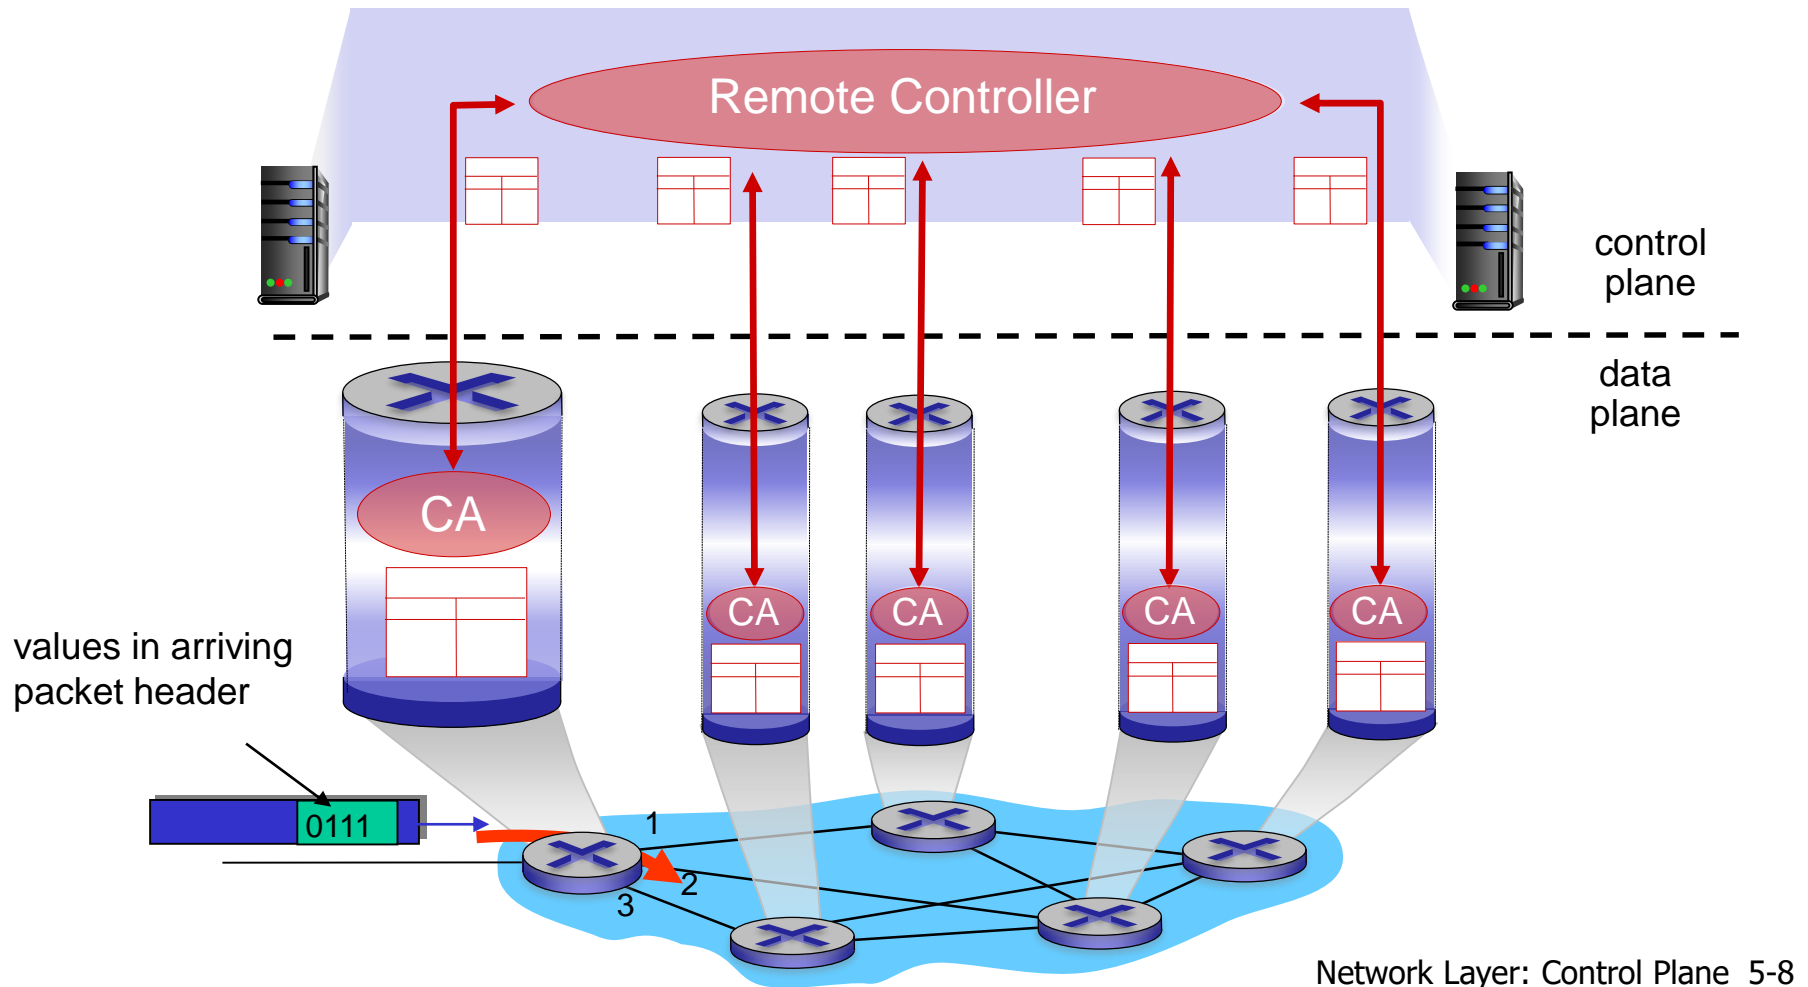 Remote Controller
control
plane
data
plane
CA
CA
CA
CA
CA
values in arriving
packet header
0111
1
2
3
Network Layer: Control Plane 5-8